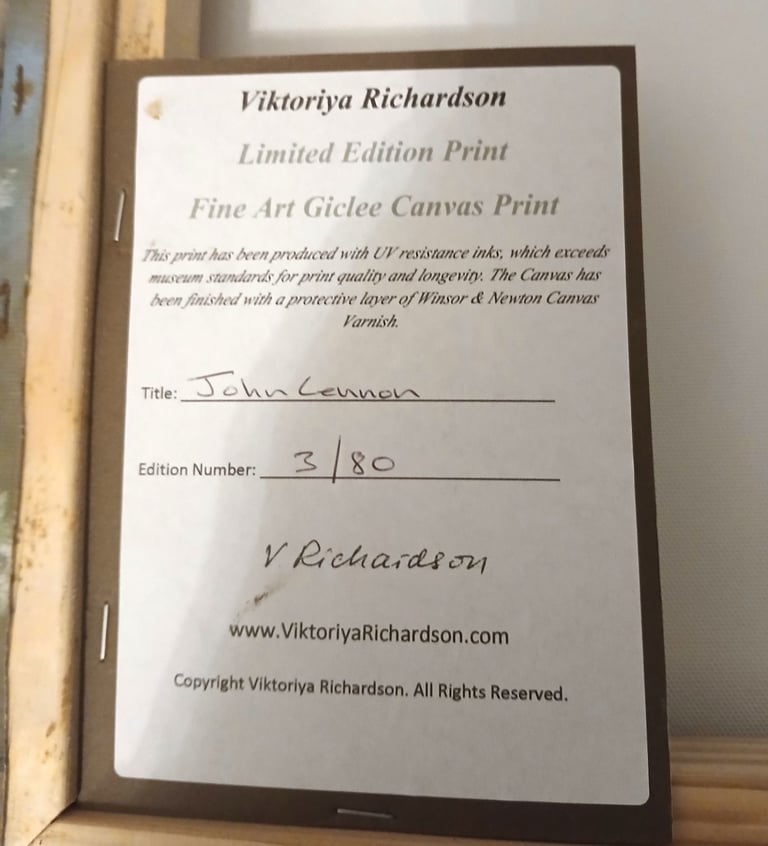 Viktoriya Richardson
Limited Edition Print
Fine Art Giclee Canvas Print
This print has been produced with UV resistance inks, which exceeds
museum standards for print quality and longevity. The Canvas has
been finished with a protective layer of Winsor & Newton Canvas
Varnish.
Title: John Lennon
Edition Number: 3/80
V Richardson
www.ViktoriyaRichardson.com
Copyright Viktoriya Richardson. All Rights Reserved.